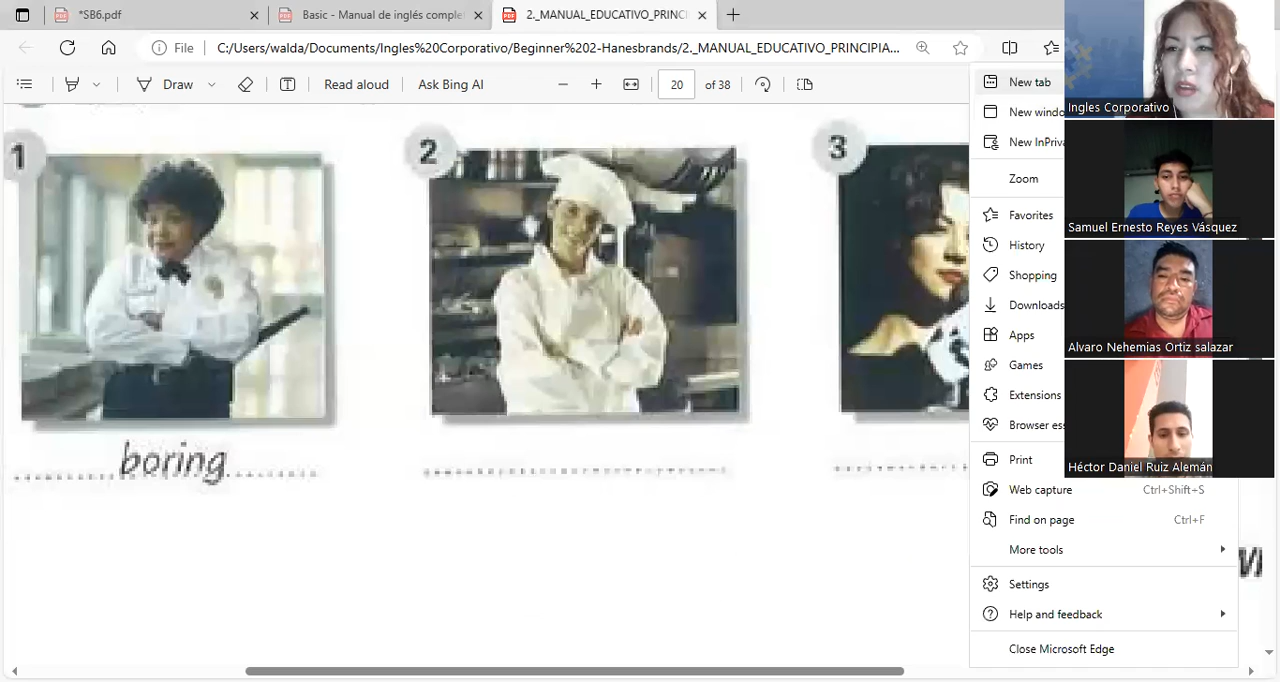 *SB6.pdf
Basic - Manual de inglés comple
2._MANUAL_EDUCATIVO_PRINCI
File
C:/Users/walda/Documents/Ingles%20Corporativo/Beginner%202-Hanesbrands/2._MANUAL_EDUCATIVO_PRINCIPIA...
Draw
Read aloud
Ask Bing AI
20 of 38
1
2
3
boring
New tab
New windo
New InPriva
Zoom
Favorites
History
Shopping
Downloads
Apps
Games
Extensions
Browser ess
Print
Web capture Ctrl+Shift+S
Find on page Ctrl+F
More tools
Settings
Help and feedback
Close Microsoft Edge
Ingles Corporativo
Samuel Ernesto Reyes Vásquez
Alvaro Nehemias Ortiz salazar
Héctor Daniel Ruiz Alemán